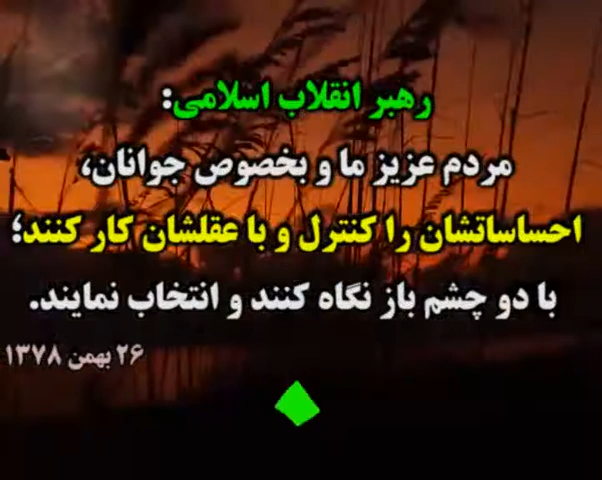 رهبر انقلاب اسلامی:
مردم عزیز ما و بخصوص جوانان،
احساساتشان را کنترل و با عقلشان کار کنند؛
با دو چشم باز نگاه کنند و انتخاب نمایند.
۲۶ بهمن ۱۳۷۸